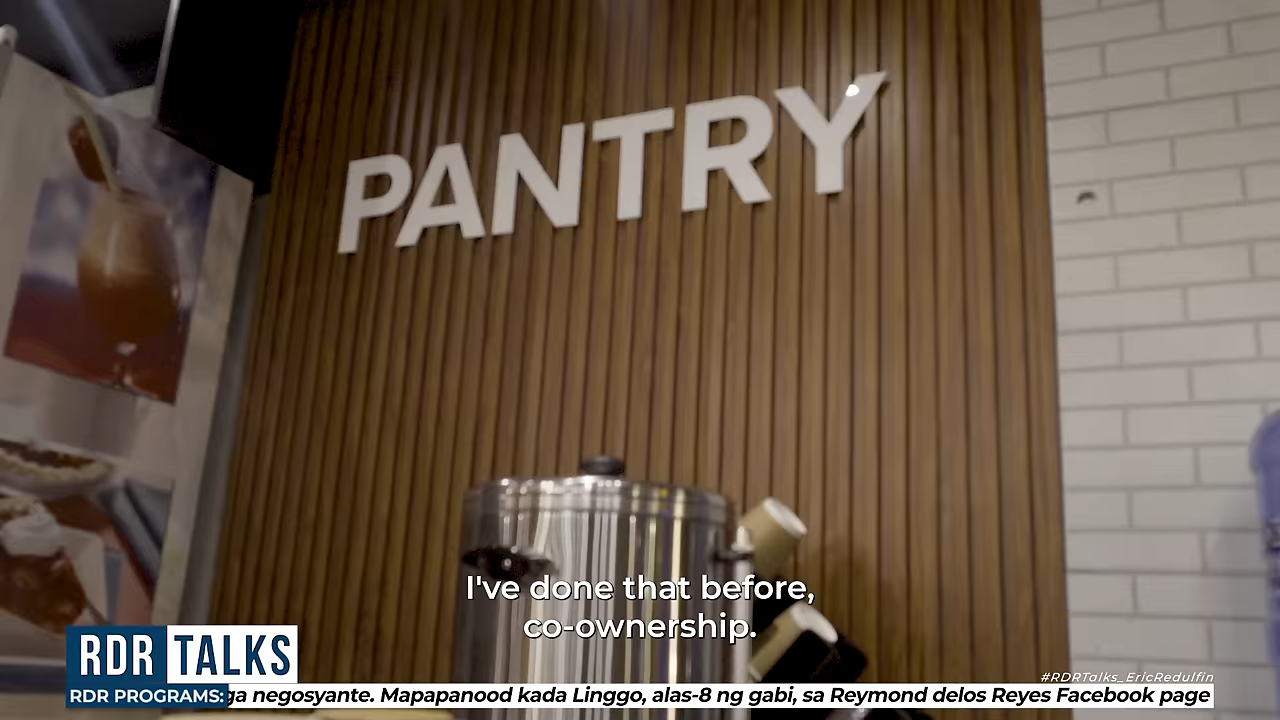 PANTRY
I've done that before,
co-ownership.
RDR TALKS
#RDRTalks_EricRedulfin
RDR PROGRAMS: ga negosyante. Mapapanood kada Linggo, alas-8 ng gabi, sa Reymond delos Reyes Facebook page